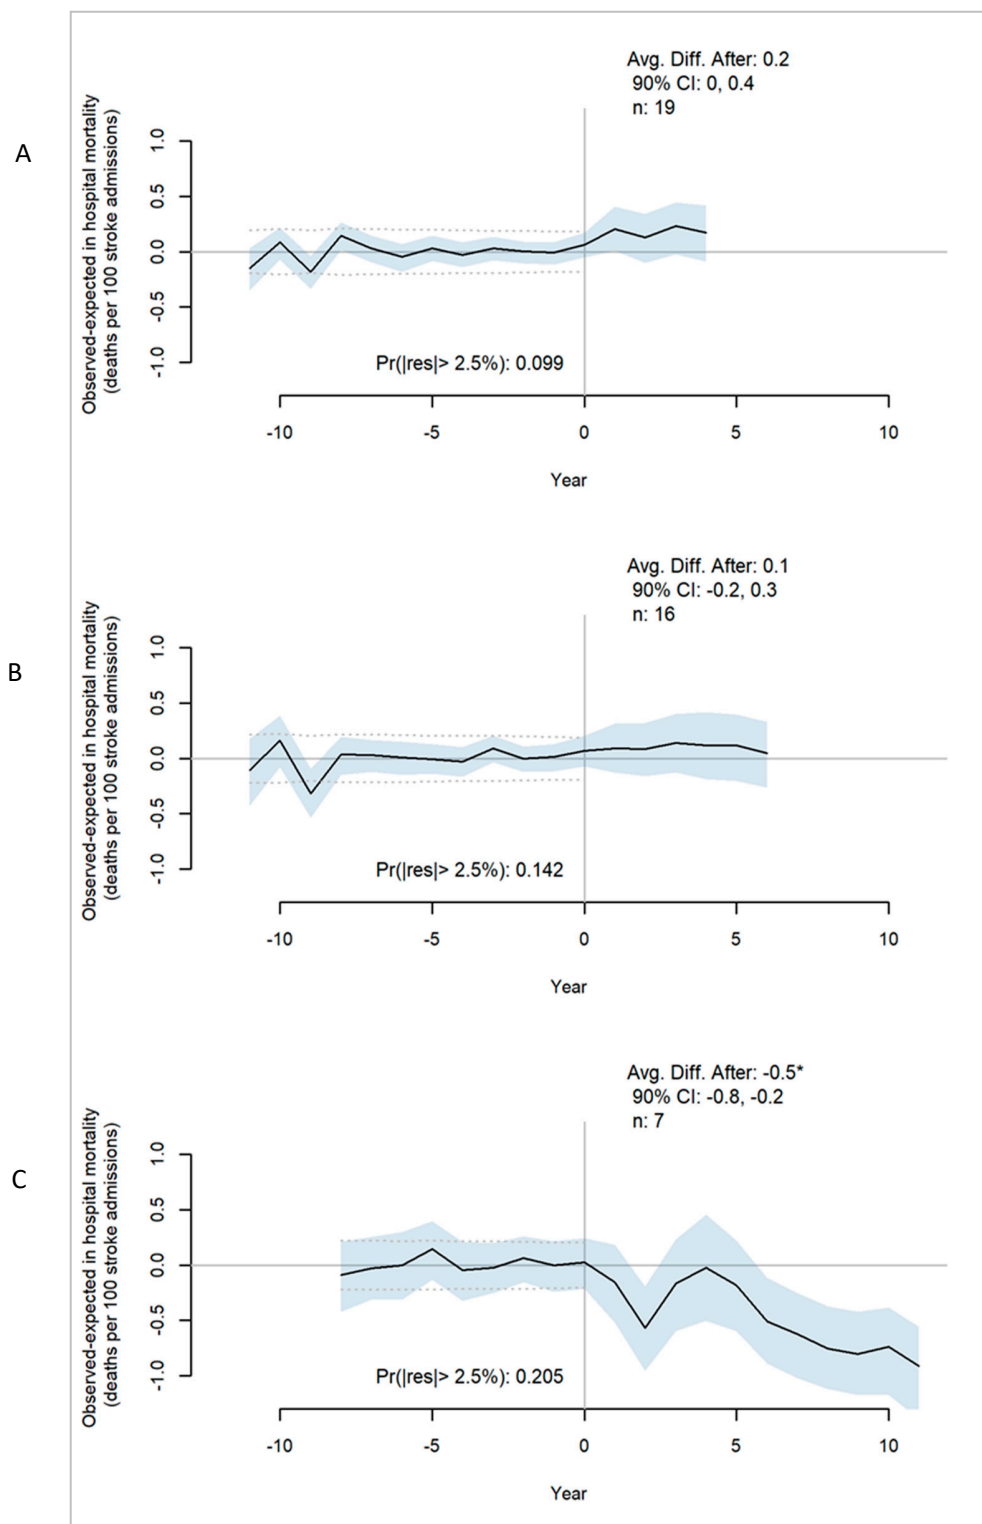 A
Observed-expected in hospital mortality
(deaths per 100 stroke admissions)
Avg. Diff. After: 0.2
90% CI: 0, 0.4
n: 19
1.0
0.5
0.0
-0.5
-1.0
Pr(|res|> 2.5%): 0.099
-10 -5 0 5 10
Year
B
Observed-expected in hospital mortality
(deaths per 100 stroke admissions)
Avg. Diff. After: 0.1
90% CI: -0.2, 0.3
n: 16
1.0
0.5
0.0
-0.5
-1.0
Pr(|res|> 2.5%): 0.142
-10 -5 0 5 10
Year
C
Observed-expected in hospital mortality
(deaths per 100 stroke admissions)
Avg. Diff. After: -0.5*
90% CI: -0.8, -0.2
n: 7
1.0
0.5
0.0
-0.5
-1.0
Pr(|res|> 2.5%): 0.205
-10 -5 0 5 10
Year